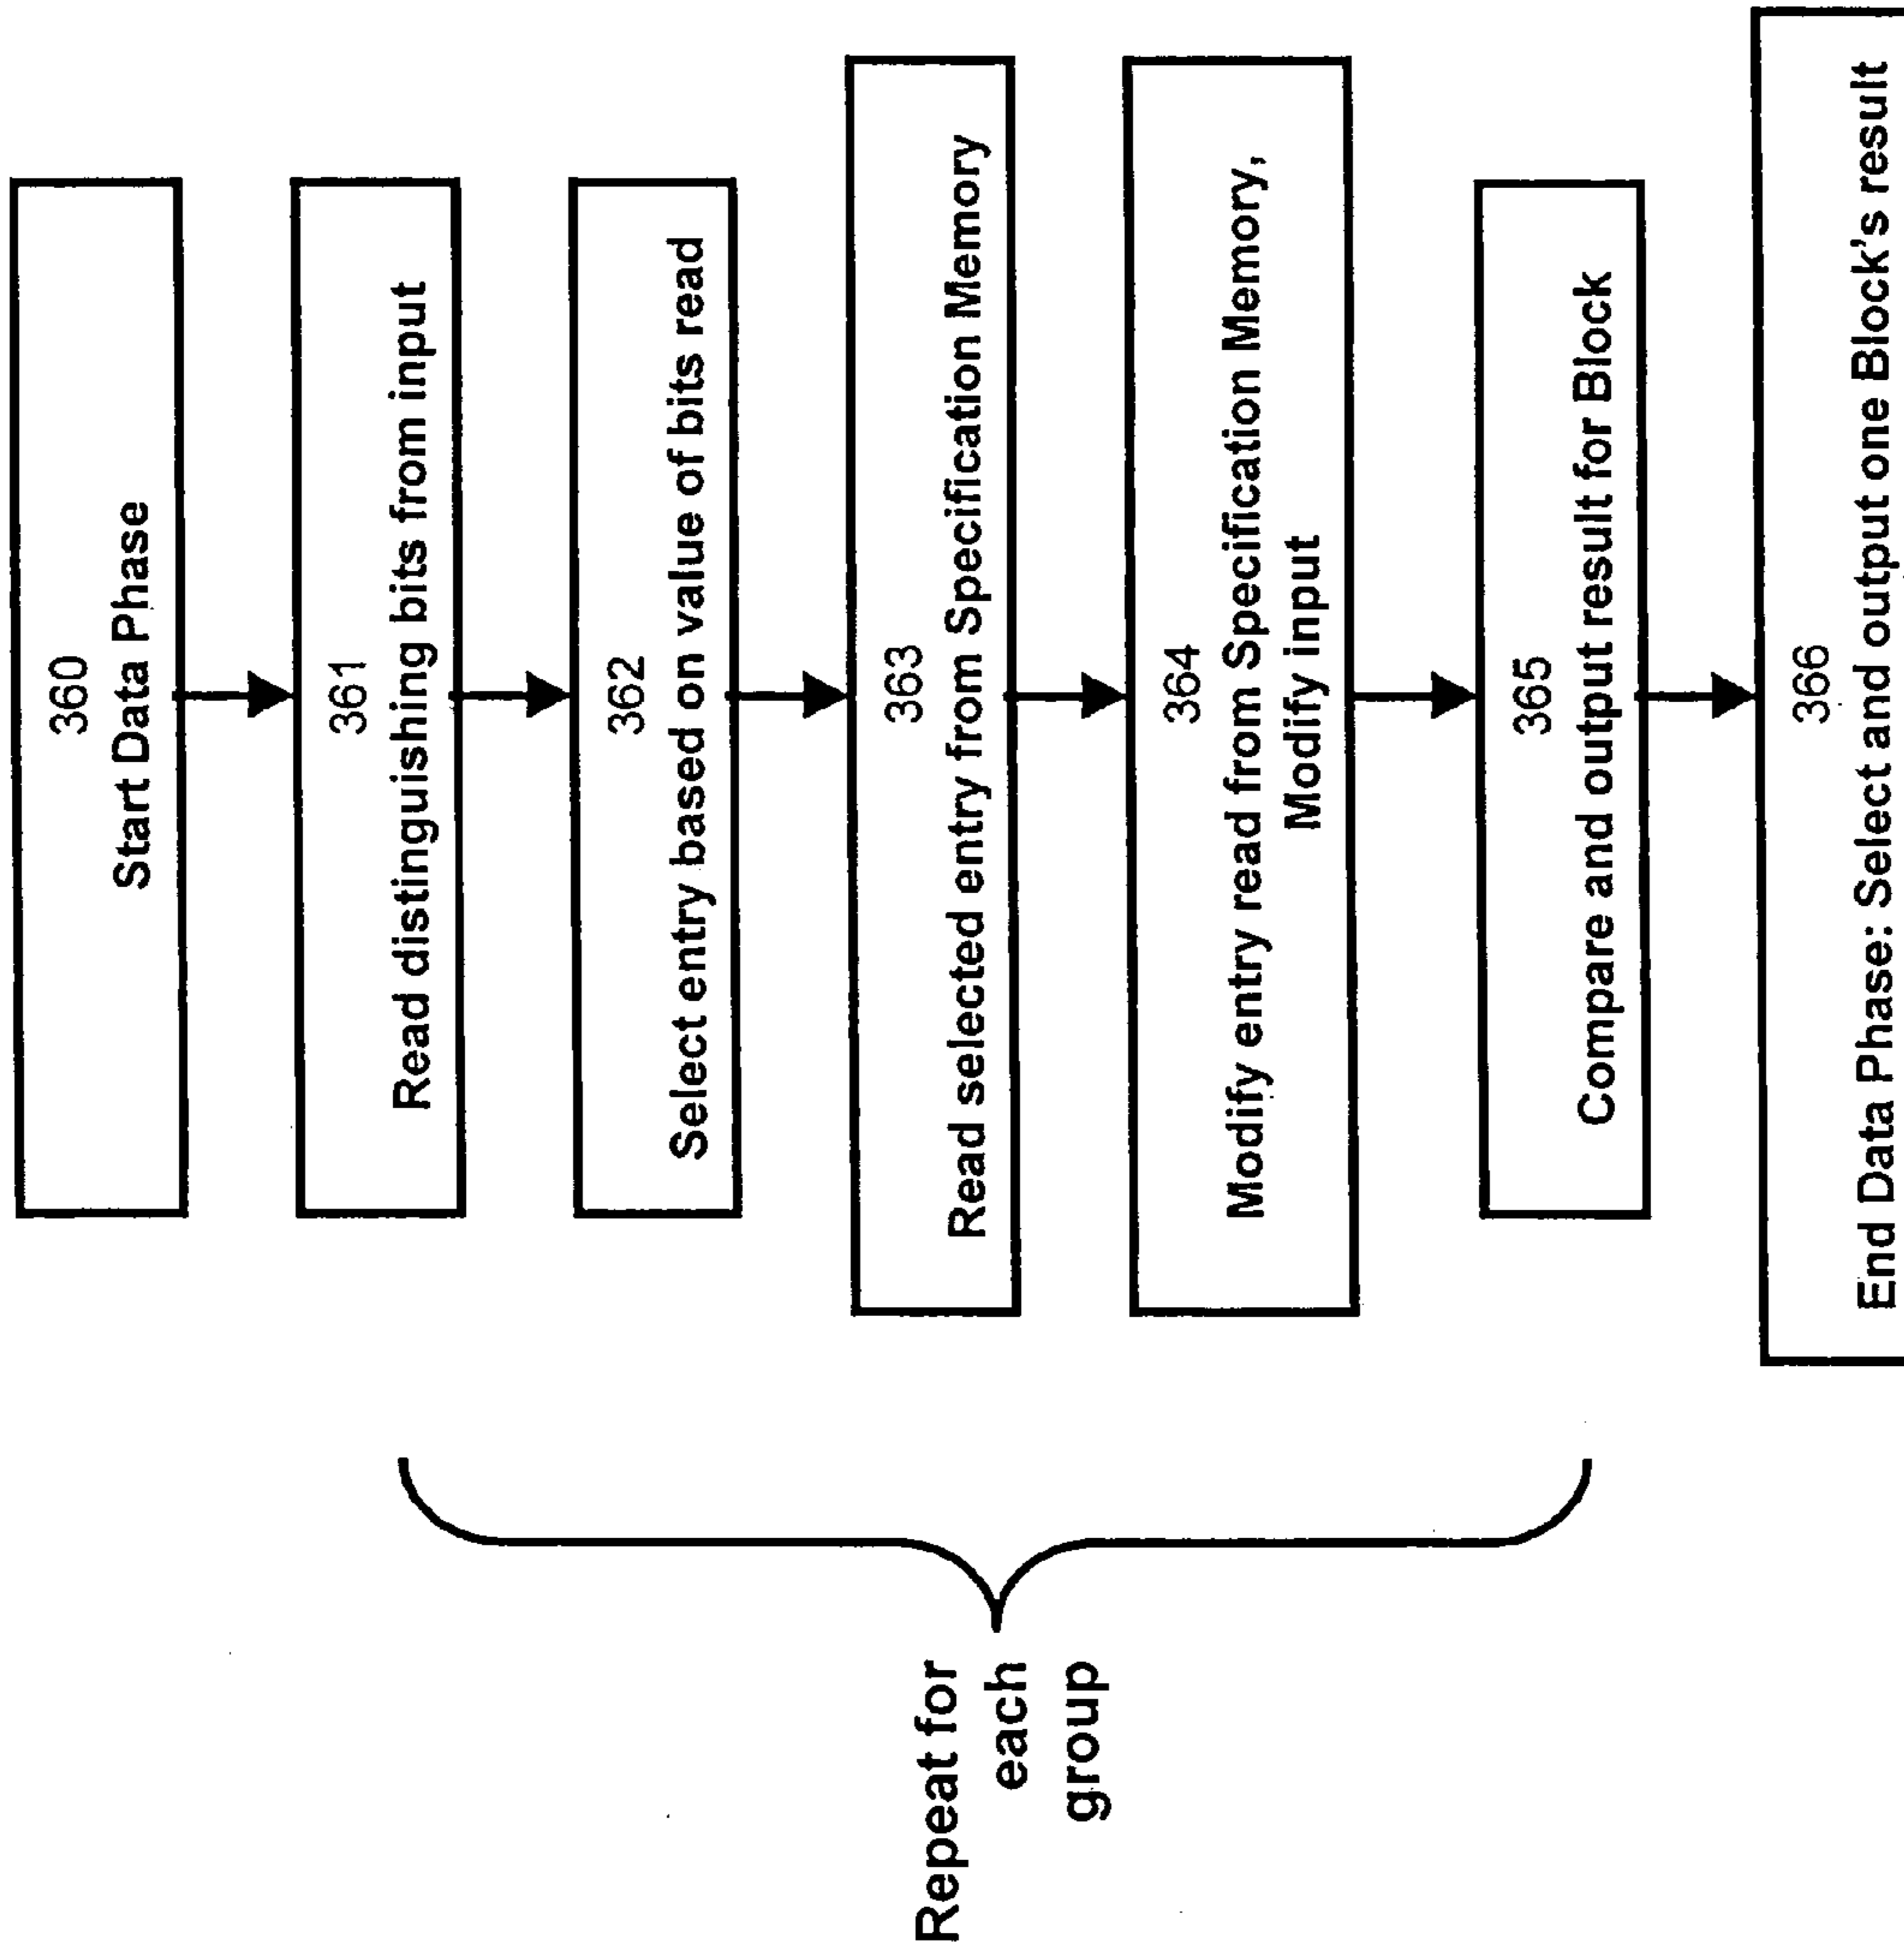 360
Start Data Phase
361
Read distinguishing bits from input
362
Select entry based on value of bits read
363
Read selected entry from Specification Memory
364
Modify entry read from Specification Memory,
Modify input
365
Compare and output result for Block
366
End Data Phase: Select and output one Block's result
Repeat for
each
group